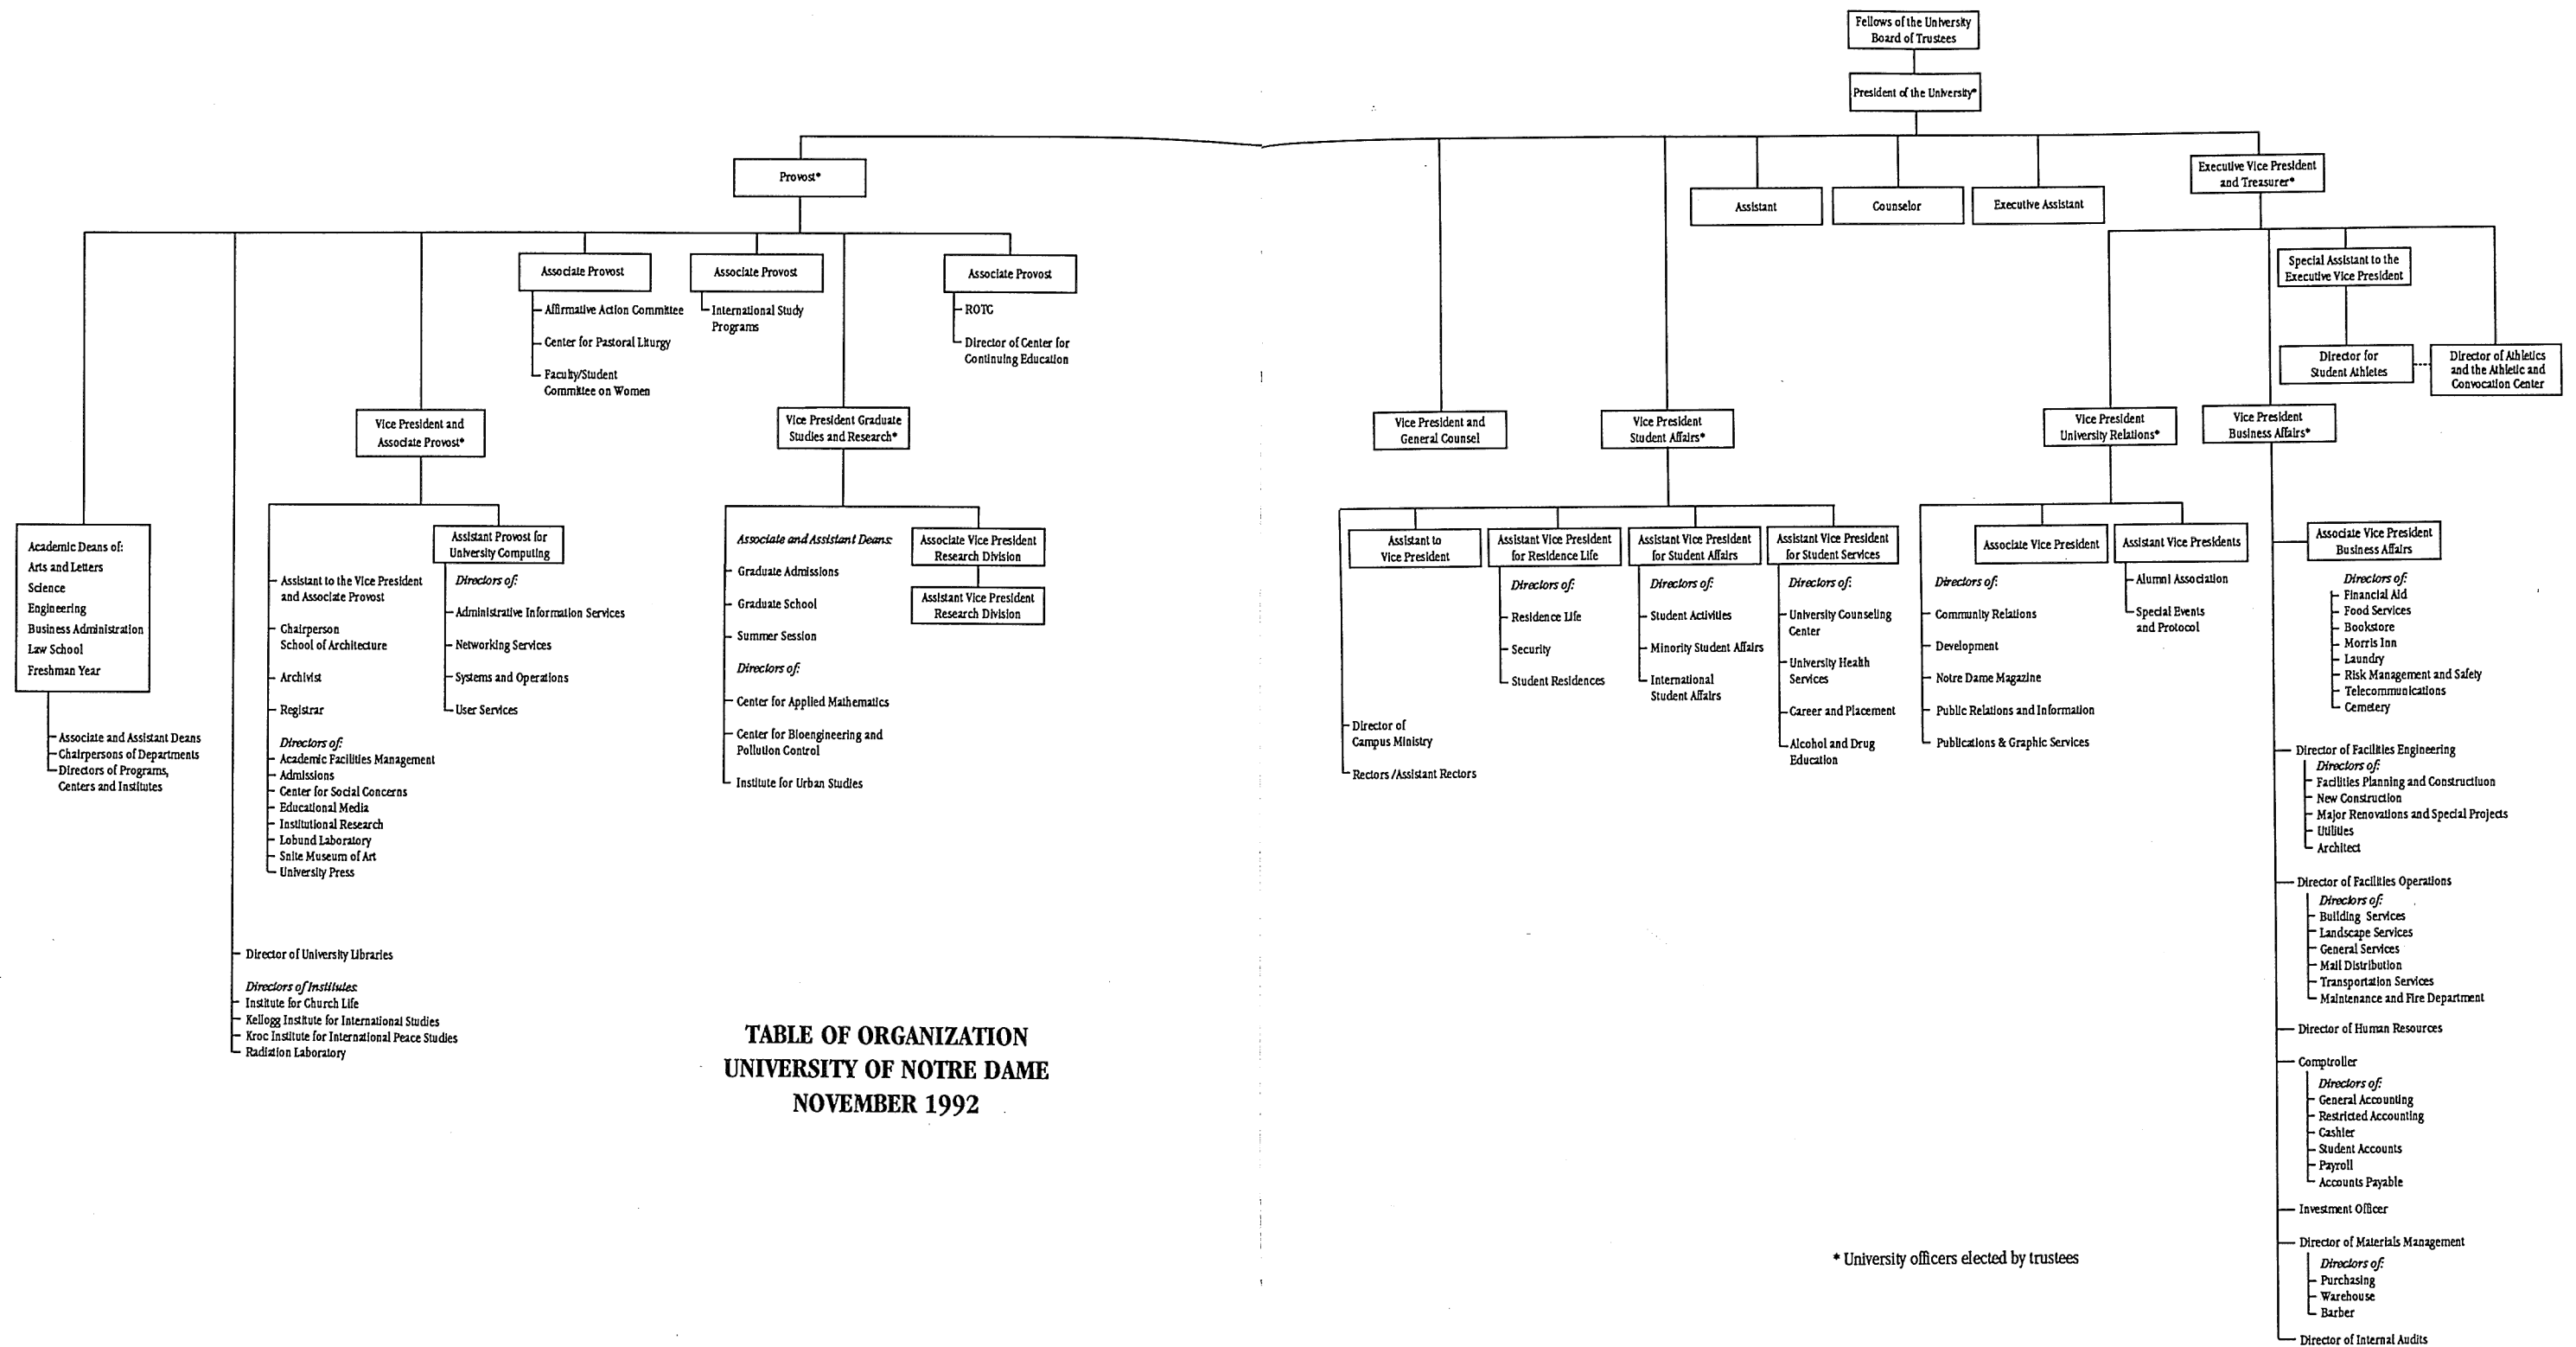 Fellows of the University
Board of Trustees
President of the University*
Provost*
Executive Vice President
and Treasurer*
Assistant
Counselor
Executive Assistant
Associate Provost
Affirmative Action Committee
Center for Pastoral Liturgy
Faculty/Student
Committee on Women
Associate Provost
International Study
Programs
Associate Provost
ROTC
Director of Center for
Continuing Education
Special Assistant to the
Executive Vice President
Director for
Student Athletes
Director of Athletics
and the Athletic and
Convocation Center
Vice President and
Associate Provost*
Vice President Graduate
Studies and Research*
Vice President and
General Counsel
Vice President
Student Affairs*
Vice President
University Relations*
Vice President
Business Affairs*
Academic Deans of:
Arts and Letters
Science
Engineering
Business Administration
Law School
Freshman Year
Associate and Assistant Deans
Chairpersons of Departments
Directors of Programs,
Centers and Institutes
Assistant to the Vice President
and Associate Provost
Chairperson
School of Architecture
Archivist
Registrar
Directors of:
Academic Facilities Management
Admissions
Center for Social Concerns
Educational Media
Institutional Research
Lobund Laboratory
Snite Museum of Art
University Press
Assistant Provost for
University Computing
Directors of:
Administrative Information Services
Networking Services
Systems and Operations
User Services
Director of University Libraries
Directors of Institutes:
Institute for Church Life
Kellogg Institute for International Studies
Kroc Institute for International Peace Studies
Radiation Laboratory
Associate and Assistant Deans:
Graduate Admissions
Graduate School
Summer Session
Directors of:
Center for Applied Mathematics
Center for Bioengineering and
Pollution Control
Institute for Urban Studies
Associate Vice President
Research Division
Assistant Vice President
Research Division
Assistant to
Vice President
Director of
Campus Ministry
Rectors /Assistant Rectors
Assistant Vice President
for Residence Life
Directors of:
Residence Life
Security
Student Residences
Assistant Vice President
for Student Affairs
Directors of:
Student Activities
Minority Student Affairs
International
Student Affairs
Assistant Vice President
for Student Services
Directors of:
University Counseling
Center
University Health
Services
Career and Placement
Alcohol and Drug
Education
Directors of:
Community Relations
Development
Notre Dame Magazine
Public Relations and Information
Publications & Graphic Services
Associate Vice President
Assistant Vice Presidents
Alumni Association
Special Events
and Protocol
Associate Vice President
Business Affairs
Directors of:
Financial Aid
Food Services
Bookstore
Morris Inn
Laundry
Risk Management and Safety
Telecommunications
Cemetery
Director of Facilities Engineering
Directors of:
Facilities Planning and Constructiuon
New Construction
Major Renovations and Special Projects
Utilities
Architect
Director of Facilities Operations
Directors of:
Building Services
Landscape Services
General Services
Mail Distribution
Transportation Services
Maintenance and Fire Department
Director of Human Resources
Comptroller
Directors of:
General Accounting
Restricted Accounting
Cashier
Student Accounts
Payroll
Accounts Payable
Investment Officer
Director of Materials Management
Directors of:
Purchasing
Warehouse
Barber
Director of Internal Audits
TABLE OF ORGANIZATION
UNIVERSITY OF NOTRE DAME
NOVEMBER 1992
* University officers elected by trustees